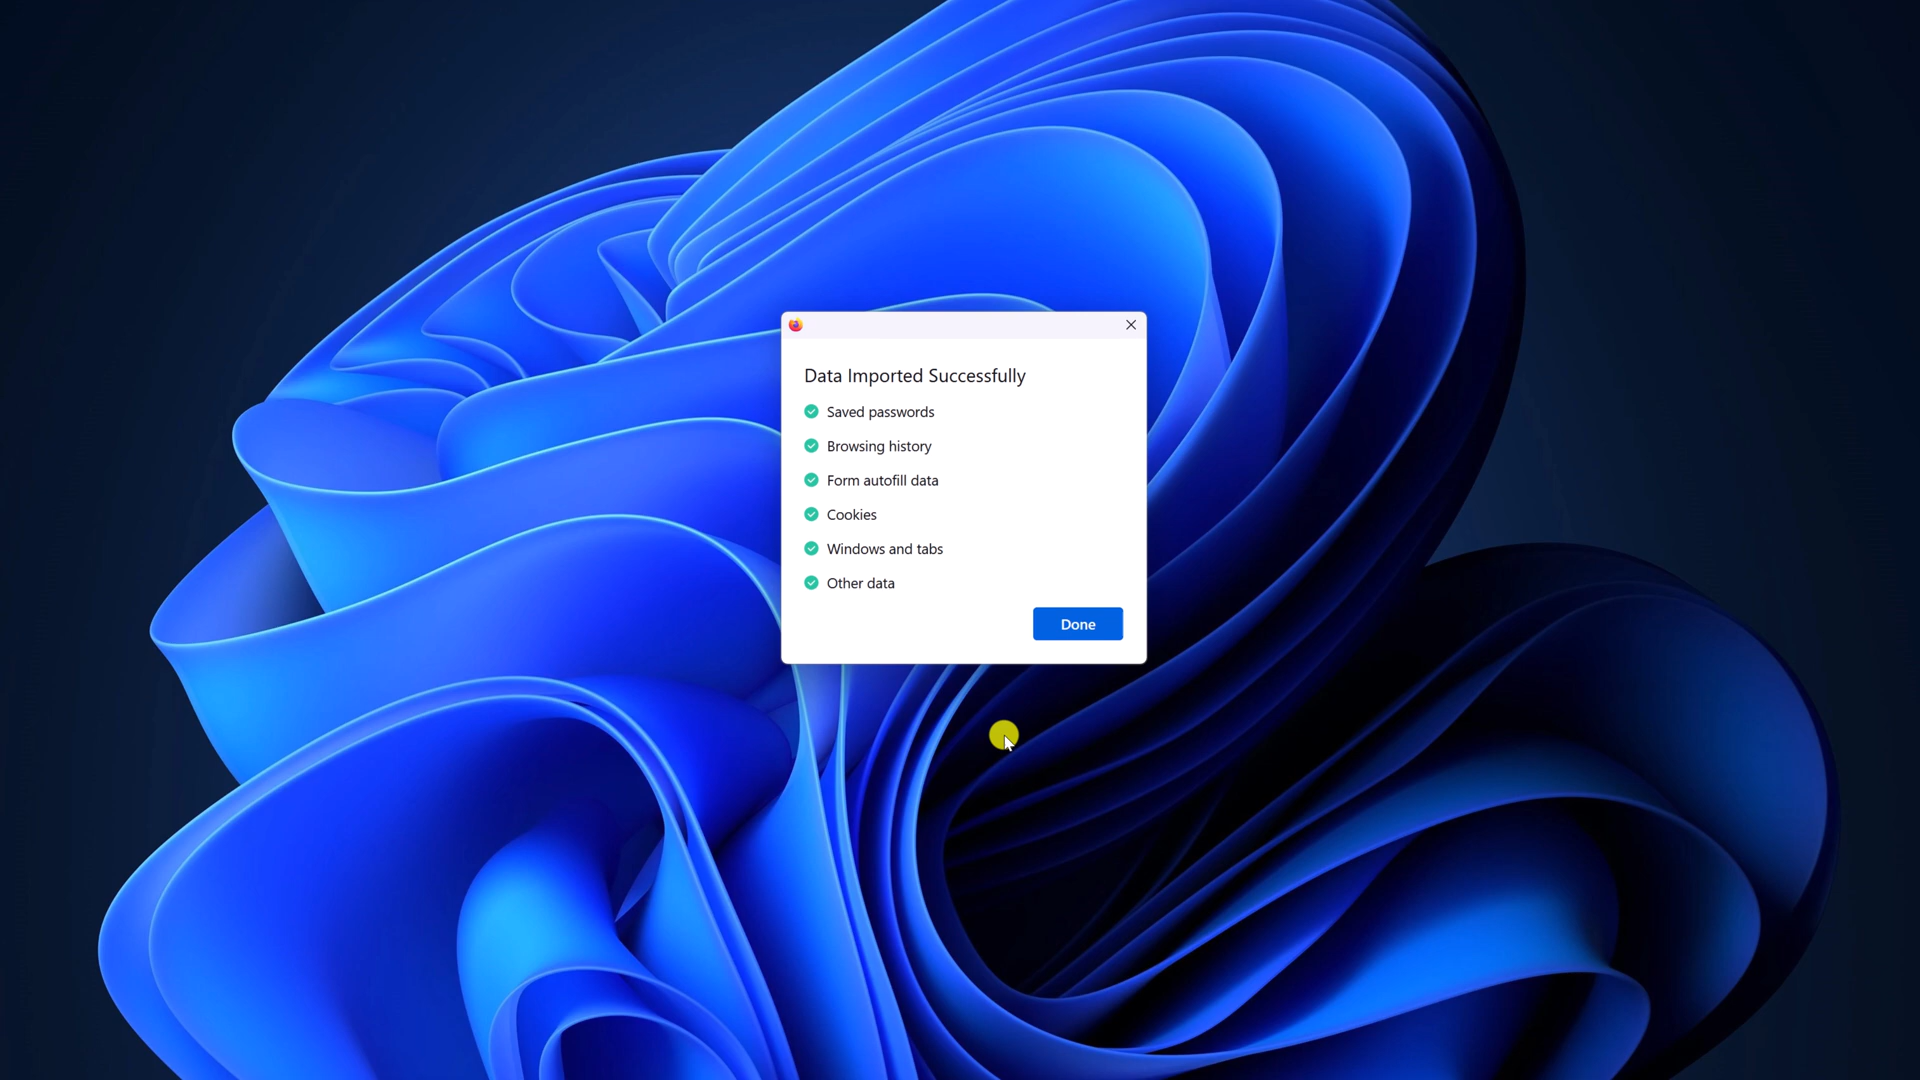 Data Imported Successfully
Saved passwords
Browsing history
Form autofill data
Cookies
Windows and tabs
Other data
Done